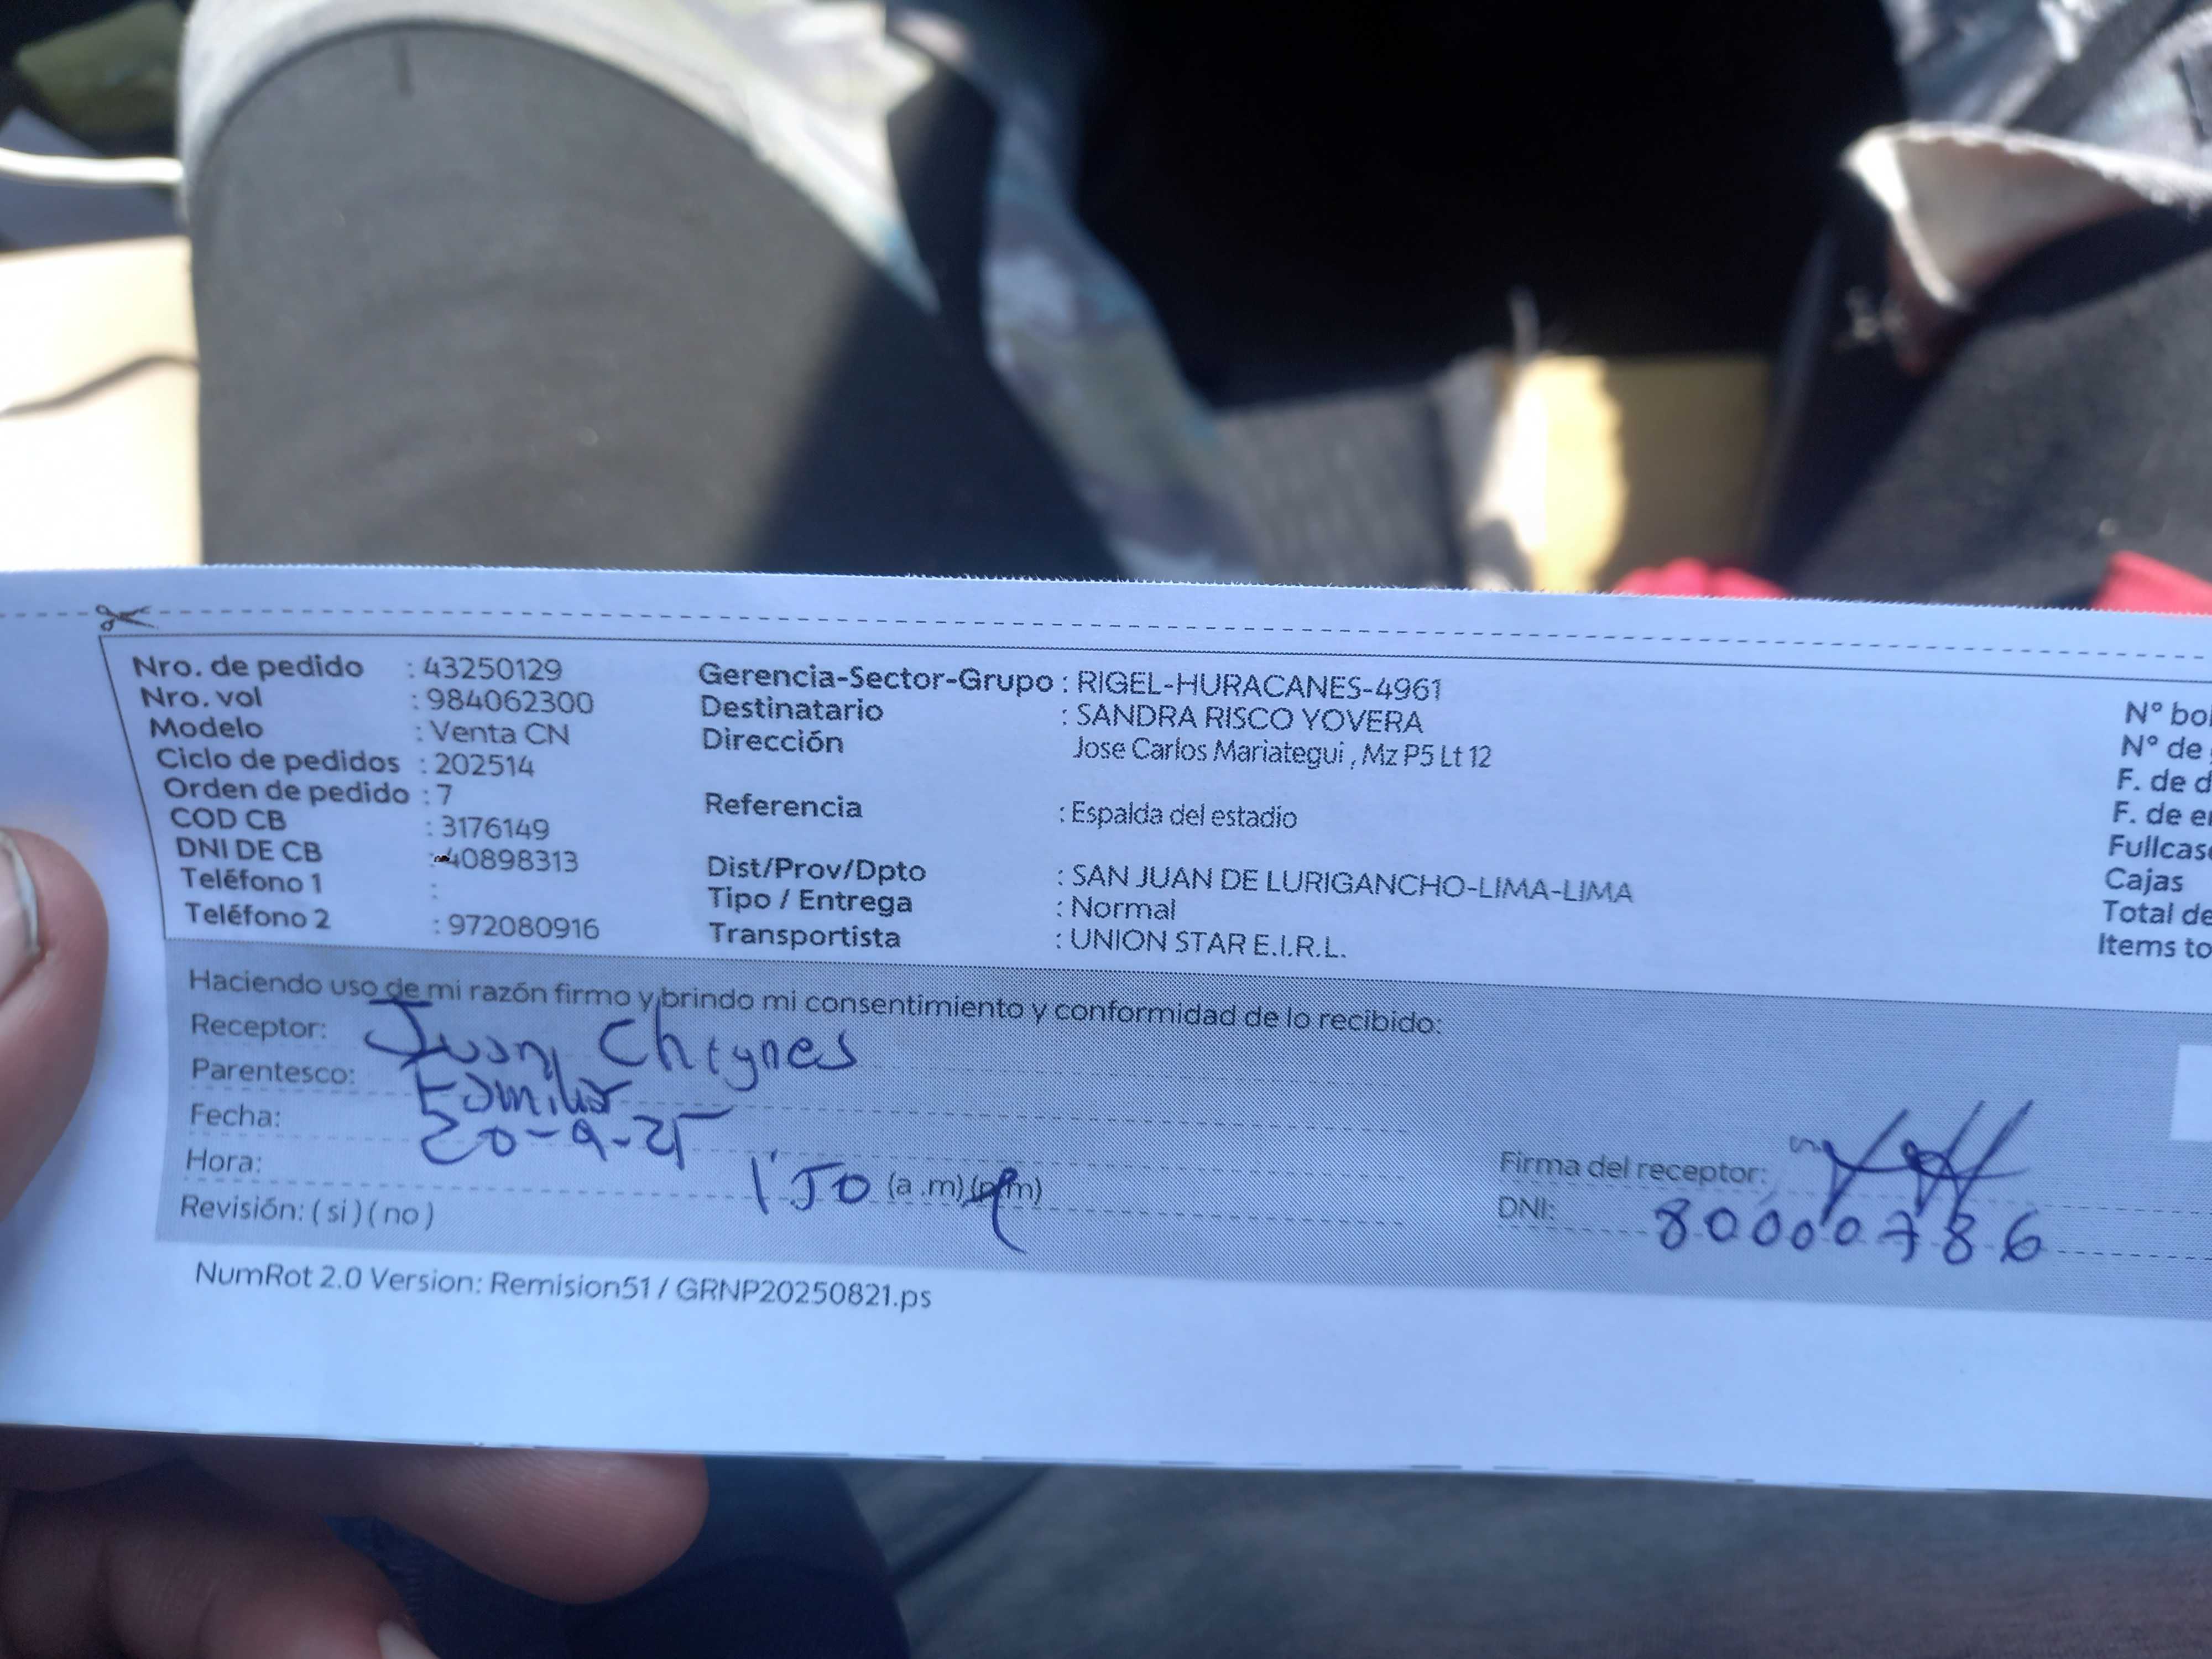 Nro. de pedido : 43250129
Nro. vol : 984062300
Modelo : Venta CN
Ciclo de pedidos : 202514
Orden de pedido : 7
COD CB : 3176149
DNI DE CB : 40898313
Teléfono 1 :
Teléfono 2 : 972080916
Gerencia-Sector-Grupo : RIGEL-HURACANES-4961
Destinatario : SANDRA RISCO YOVERA
Dirección Jose Carlos Mariategui , Mz P5 Lt 12
Referencia : Espalda del estadio
Dist/Prov/Dpto : SAN JUAN DE LURIGANCHO-LIMA-LIMA
Tipo / Entrega : Normal
Transportista : UNION STAR E.I.R.L.
N° bol
N° de
F. de d
F. de e
Fullcas
Cajas
Total de
Items to
Haciendo uso de mi razón firmo y brindo mi consentimiento y conformidad de lo recibido:
Receptor: Juan
Parentesco: Familiar
Fecha: 20-9-25
Hora: 1:50 (a .m) (p.m)
Revisión: ( si ) ( no )
Firma del receptor:
DNI: 80000786
NumRot 2.0 Version: Remision51 / GRNP20250821.ps